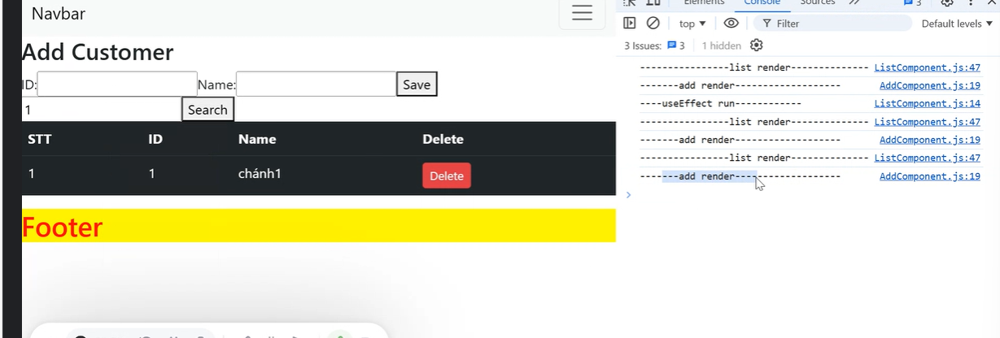 Navbar
Add Customer
ID: Name: Save
1 Search
STT ID Name Delete
1 1 chánh1 Delete
Footer
Elements Console Sources 3
top Filter Default levels
3 Issues: 3 1 hidden
----------------list render-------------- ListComponent.js:47
-------add render------------------- AddComponent.js:19
----useEffect run------------ ListComponent.js:14
----------------list render-------------- ListComponent.js:47
-------add render------------------- AddComponent.js:19
----------------list render-------------- ListComponent.js:47
-------add render------------------- AddComponent.js:19